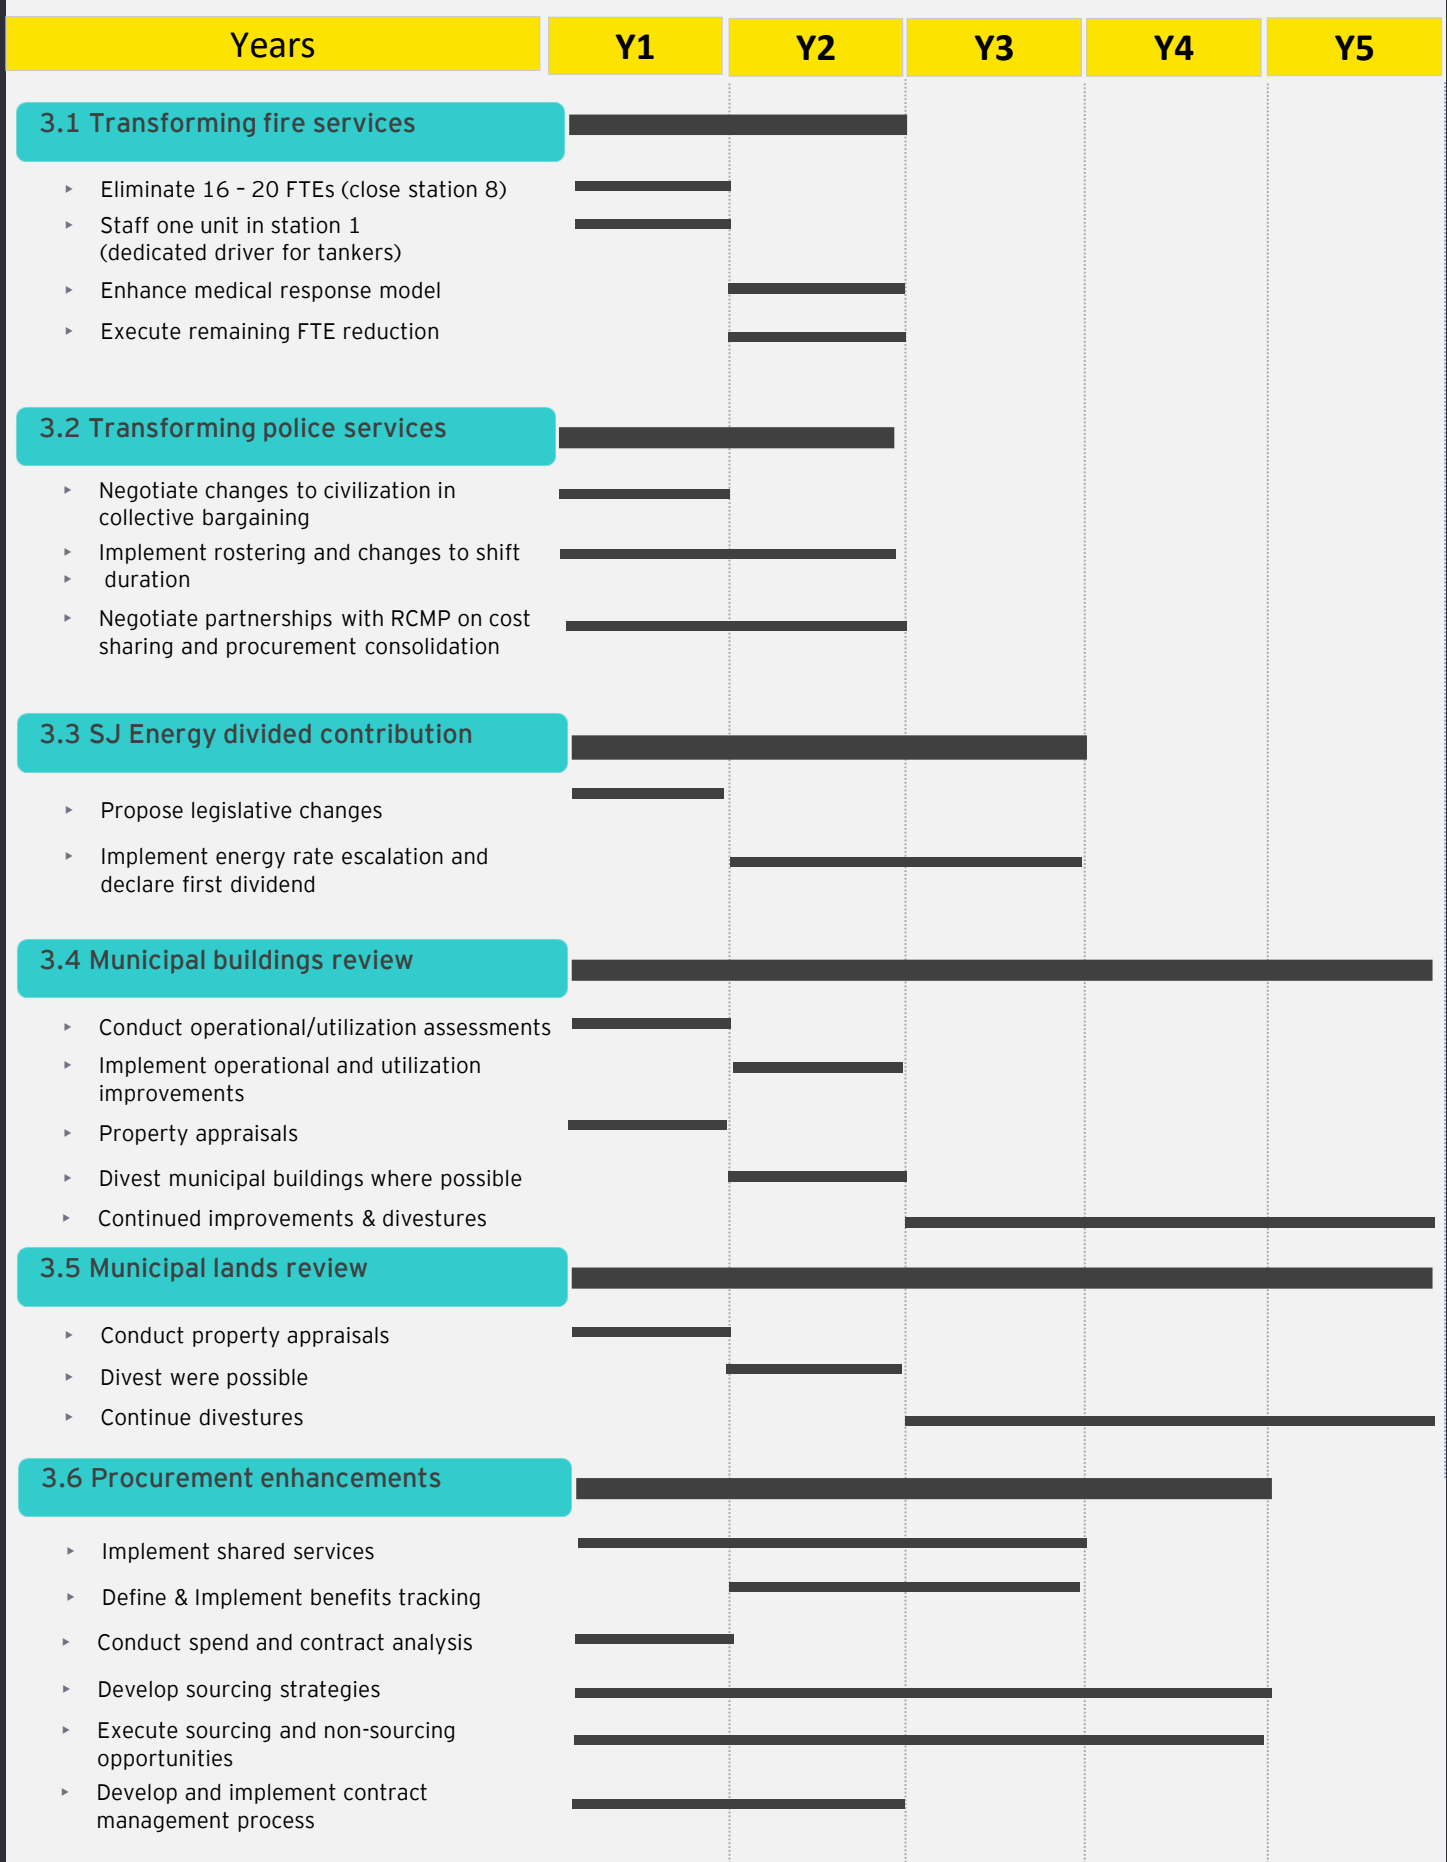 Years Y1 Y2 Y3 Y4 Y5
3.1 Transforming fire services
▸ Eliminate 16 – 20 FTEs (close station 8)
▸ Staff one unit in station 1
(dedicated driver for tankers)
▸ Enhance medical response model
▸ Execute remaining FTE reduction
3.2 Transforming police services
▸ Negotiate changes to civilization in
collective bargaining
▸ Implement rostering and changes to shift
▸ duration
▸ Negotiate partnerships with RCMP on cost
sharing and procurement consolidation
3.3 SJ Energy divided contribution
▸ Propose legislative changes
▸ Implement energy rate escalation and
declare first dividend
3.4 Municipal buildings review
▸ Conduct operational/utilization assessments
▸ Implement operational and utilization
improvements
▸ Property appraisals
▸ Divest municipal buildings where possible
▸ Continued improvements & divestures
3.5 Municipal lands review
▸ Conduct property appraisals
▸ Divest were possible
▸ Continue divestures
3.6 Procurement enhancements
▸ Implement shared services
▸ Define & Implement benefits tracking
▸ Conduct spend and contract analysis
▸ Develop sourcing strategies
▸ Execute sourcing and non-sourcing
opportunities
▸ Develop and implement contract
management process